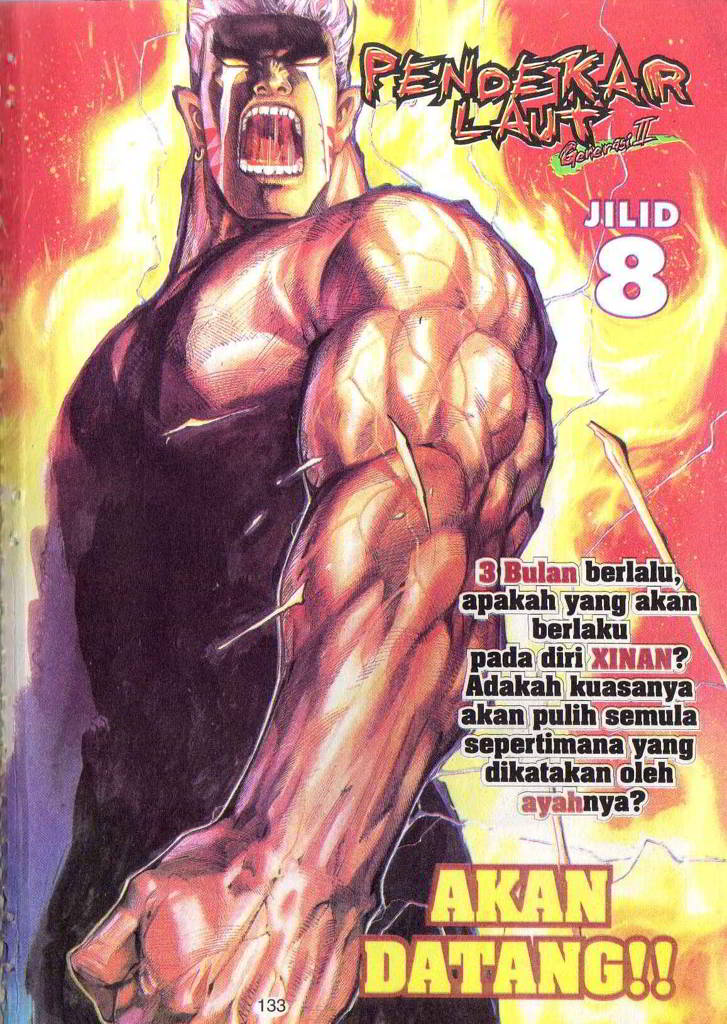 PENDEKAR
LAUT
Generasi II
JILID
8
3 Bulan berlalu,
apakah yang akan
berlaku
pada diri XINAN?
Adakah kuasanya
akan pulih semula
sepertimana yang
dikatakan oleh
ayahnya?
AKAN
DATANG!!
133